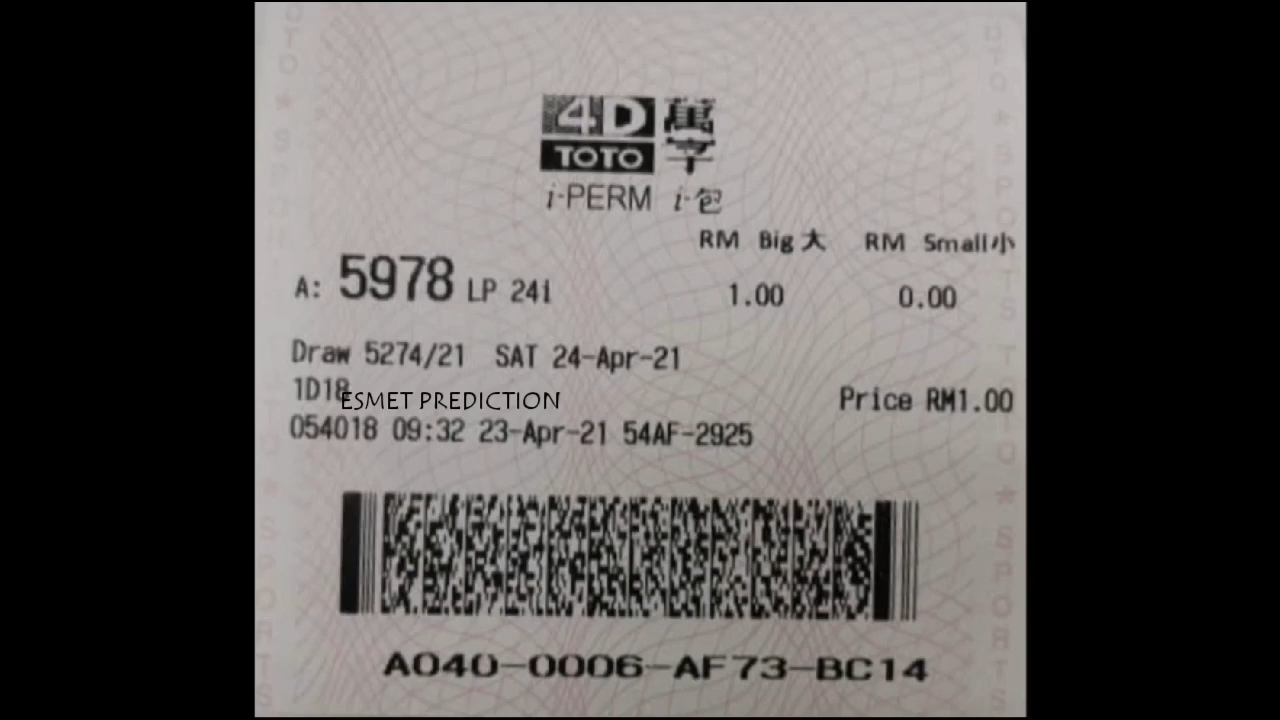 4D 萬字
TOTO
i-PERM i-包
RM Big 大 RM Small 小
A: 5978 LP 24i 1.00 0.00
Draw 5274/21 SAT 24-Apr-21
1D18 Price RM1.00
ESMET PREDICTION
054018 09:32 23-Apr-21 54AF-2925
A040-0006-AF73-BC14